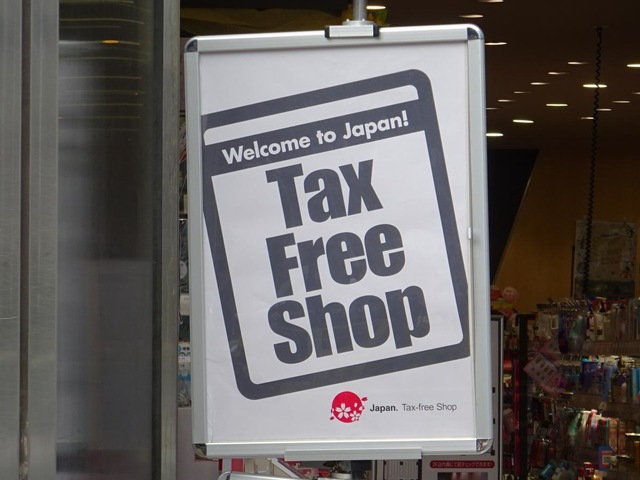 Welcome to Japan!
Tax
Free
Shop
Japan. Tax-free Shop